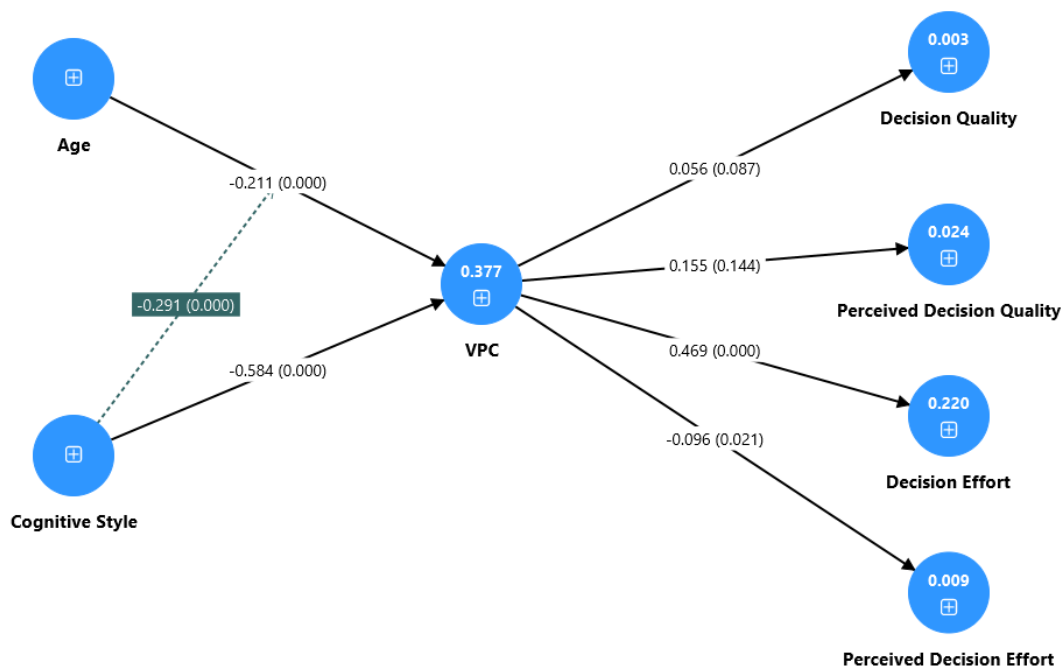 0.003
Decision Quality
Age
-0.211 (0.000)
0.056 (0.087)
0.024
Perceived Decision Quality
0.155 (0.144)
0.377
VPC
-0.291 (0.000)
-0.584 (0.000)
0.469 (0.000)
0.220
Decision Effort
-0.096 (0.021)
Cognitive Style
0.009
Perceived Decision Effort